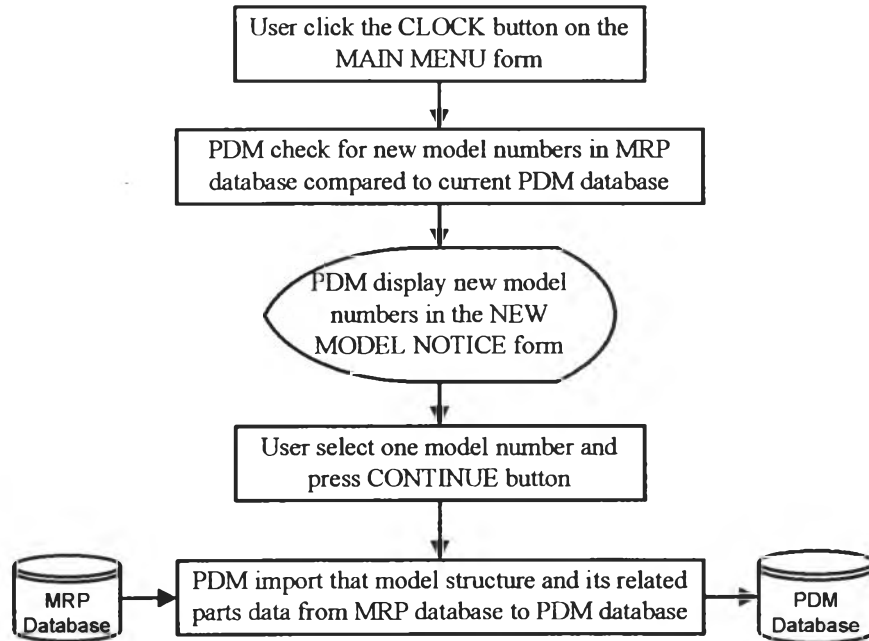 User click the CLOCK button on the
MAIN MENU form
PDM check for new model numbers in MRP
database compared to current PDM database
PDM display new model
numbers in the NEW
MODEL NOTICE form
User select one model number and
press CONTINUE button
MRP
Database
PDM import that model structure and its related
parts data from MRP database to PDM database
PDM
Database